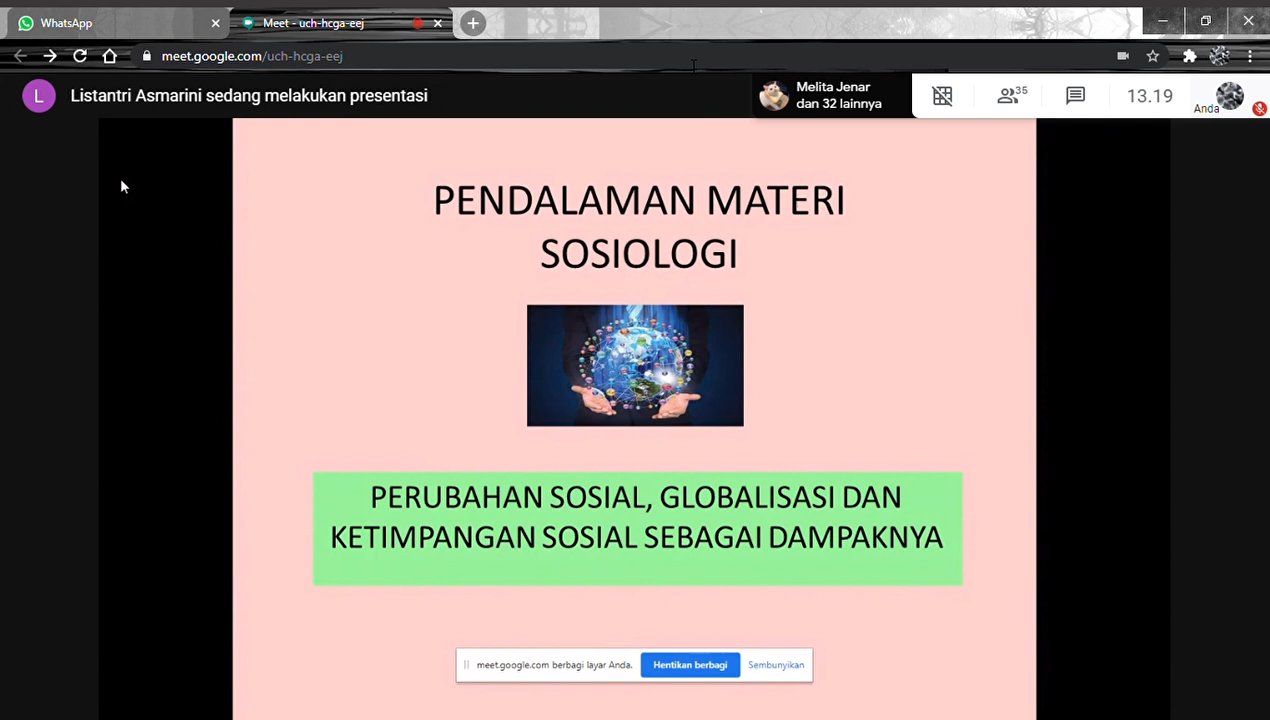 WhatsApp
Meet - uch-hcga-eej
meet.google.com/uch-hcga-eej
L
Listantri Asmarini sedang melakukan presentasi
Melita Jenar
dan 32 lainnya
35
13.19
Anda
PENDALAMAN MATERI
SOSIOLOGI
PERUBAHAN SOSIAL, GLOBALISASI DAN
KETIMPANGAN SOSIAL SEBAGAI DAMPAKNYA
meet.google.com berbagi layar Anda.
Hentikan berbagi
Sembunyikan